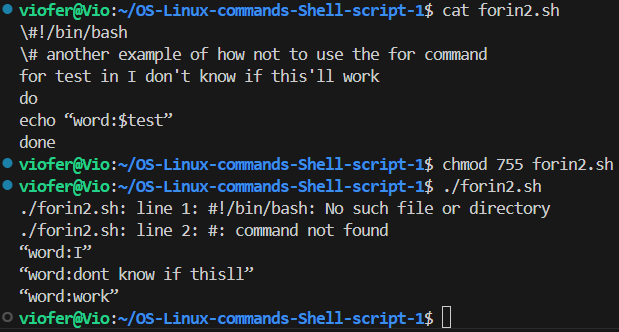 viofer@Vio:~/OS-Linux-commands-Shell-script-1$ cat forin2.sh
\#!/bin/bash
\# another example of how not to use the for command
for test in I don't know if this'll work
do
echo “word:$test”
done
viofer@Vio:~/OS-Linux-commands-Shell-script-1$ chmod 755 forin2.sh
viofer@Vio:~/OS-Linux-commands-Shell-script-1$ ./forin2.sh
./forin2.sh: line 1: #!/bin/bash: No such file or directory
./forin2.sh: line 2: #: command not found
“word:I”
“word:dont know if thisll”
“word:work”
viofer@Vio:~/OS-Linux-commands-Shell-script-1$